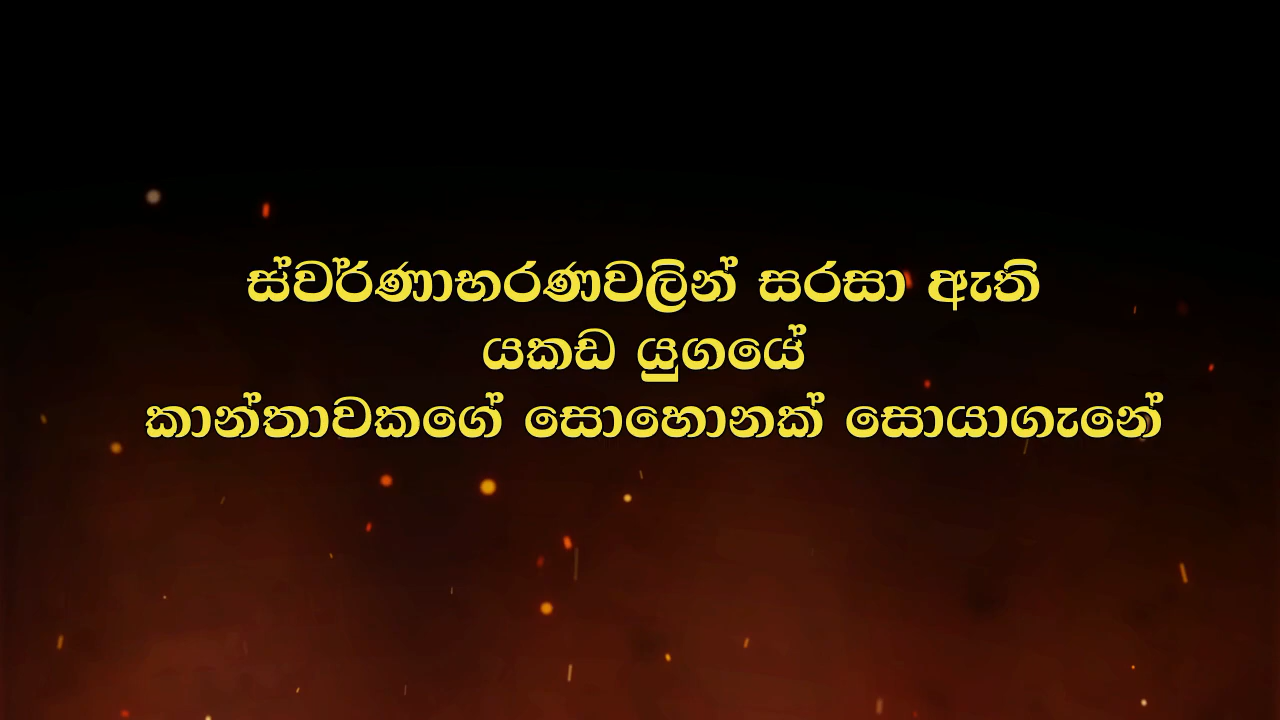 ස්වර්ණාභරණවලින් සරසා ඇති
යකඩ යුගයේ
කාන්තාවකගේ සොහොනක් සොයාගැනේ